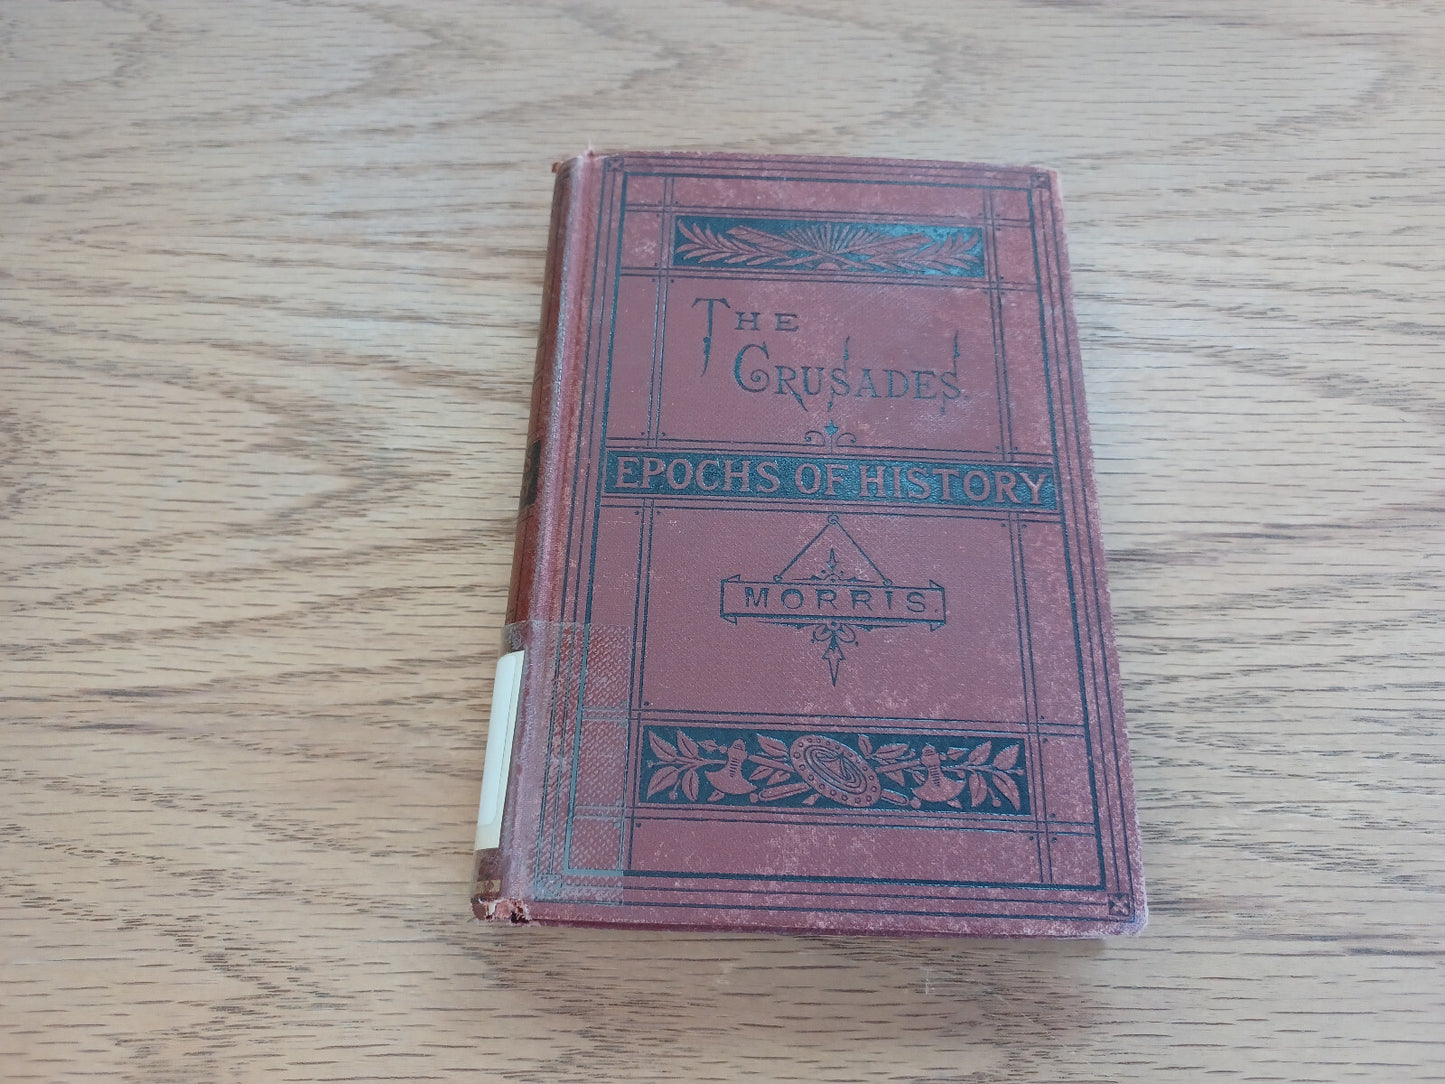 THE
CRUSADES.
EPOCHS OF HISTORY
MORRIS.